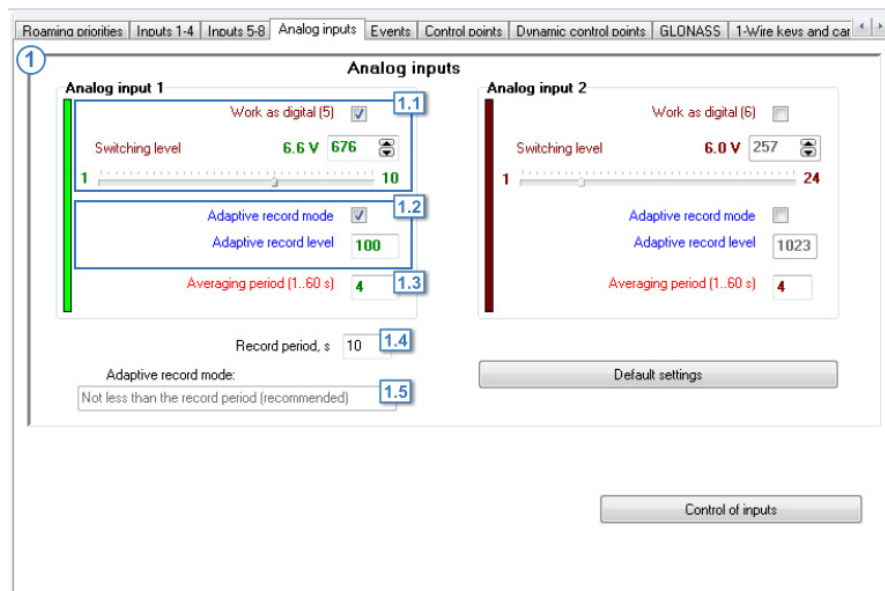 Roaming priorities Inputs 1-4 Inputs 5-8 Analog inputs Events Control points Dynamic control points GLONASS 1-Wire keys and car
1
Analog inputs
Analog input 1
1.1
Work as digital (5)
Switching level 6.6 V 676
1 10
1.2
Adaptive record mode
Adaptive record level 100
Averaging period (1..60 s) 4 1.3
Analog input 2
Work as digital (6)
Switching level 6.0 V 257
1 24
Adaptive record mode
Adaptive record level 1023
Averaging period (1..60 s) 4
Record period, s 10 1.4
Adaptive record mode:
Not less than the record period (recommended) 1.5
Default settings
Control of inputs